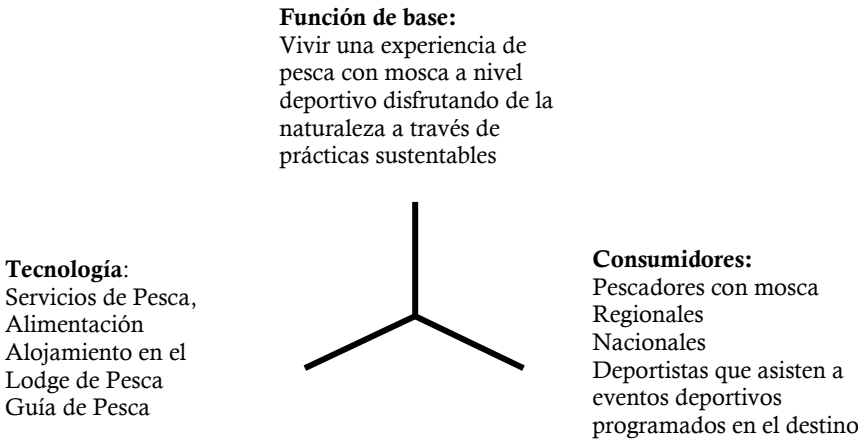 Función de base:
Vivir una experiencia de
pesca con mosca a nivel
deportivo disfrutando de la
naturaleza a través de
prácticas sustentables
Tecnología:
Servicios de Pesca,
Alimentación
Alojamiento en el
Lodge de Pesca
Guía de Pesca
Consumidores:
Pescadores con mosca
Regionales
Nacionales
Deportistas que asisten a
eventos deportivos
programados en el destino